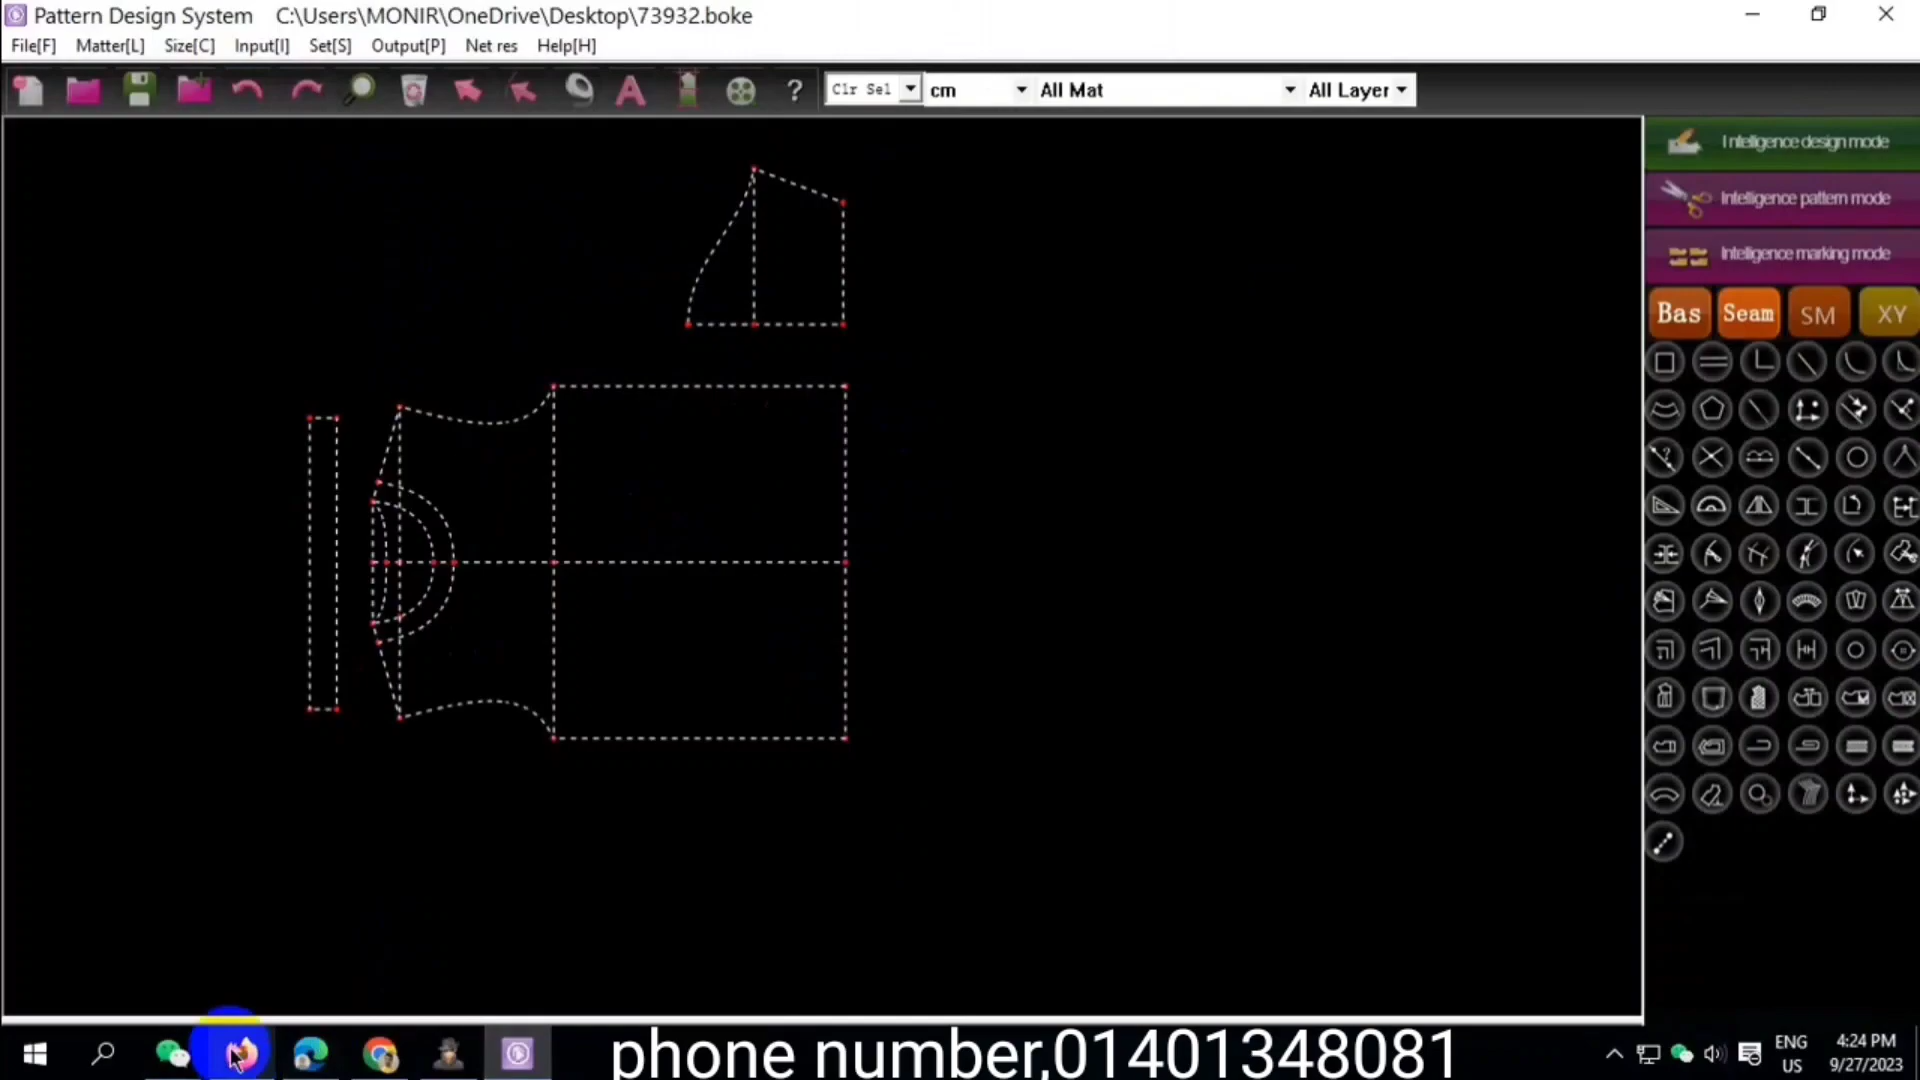 Pattern Design System C:\Users\MONIR\OneDrive\Desktop\73932.boke
File[F] Matter[L] Size[C] Input[I] Set[S] Output[P] Net res Help[H]
Clr Sel cm All Mat All Layer
Intelligence design mode
Intelligence pattern mode
Intelligence marking mode
Bas Seam SM XY
phone number,01401348081
ENG
US
4:24 PM
9/27/2023